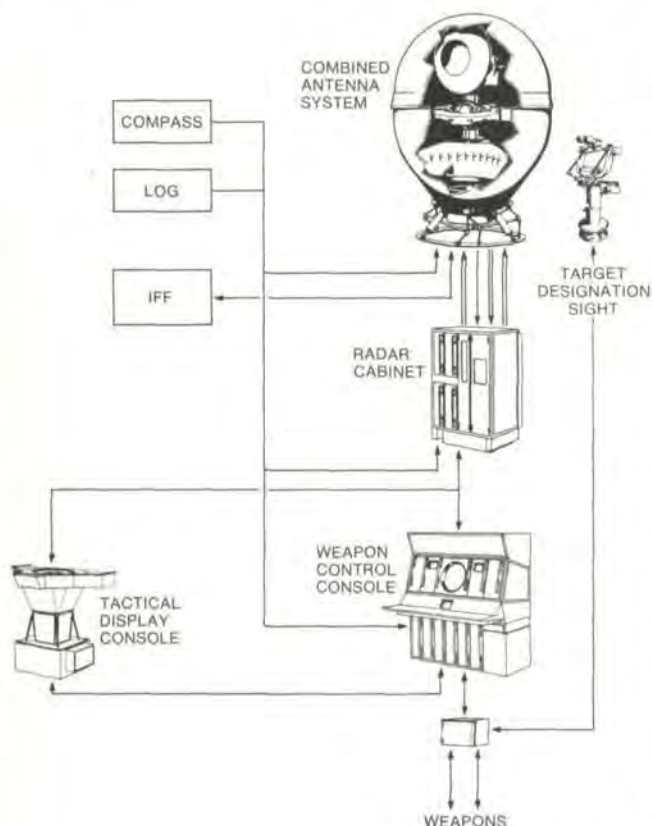 COMBINED
ANTENNA
SYSTEM
COMPASS
LOG
IFF
TARGET
DESIGNATION
SIGHT
RADAR
CABINET
WEAPON
CONTROL
CONSOLE
TACTICAL
DISPLAY
CONSOLE
WEAPONS